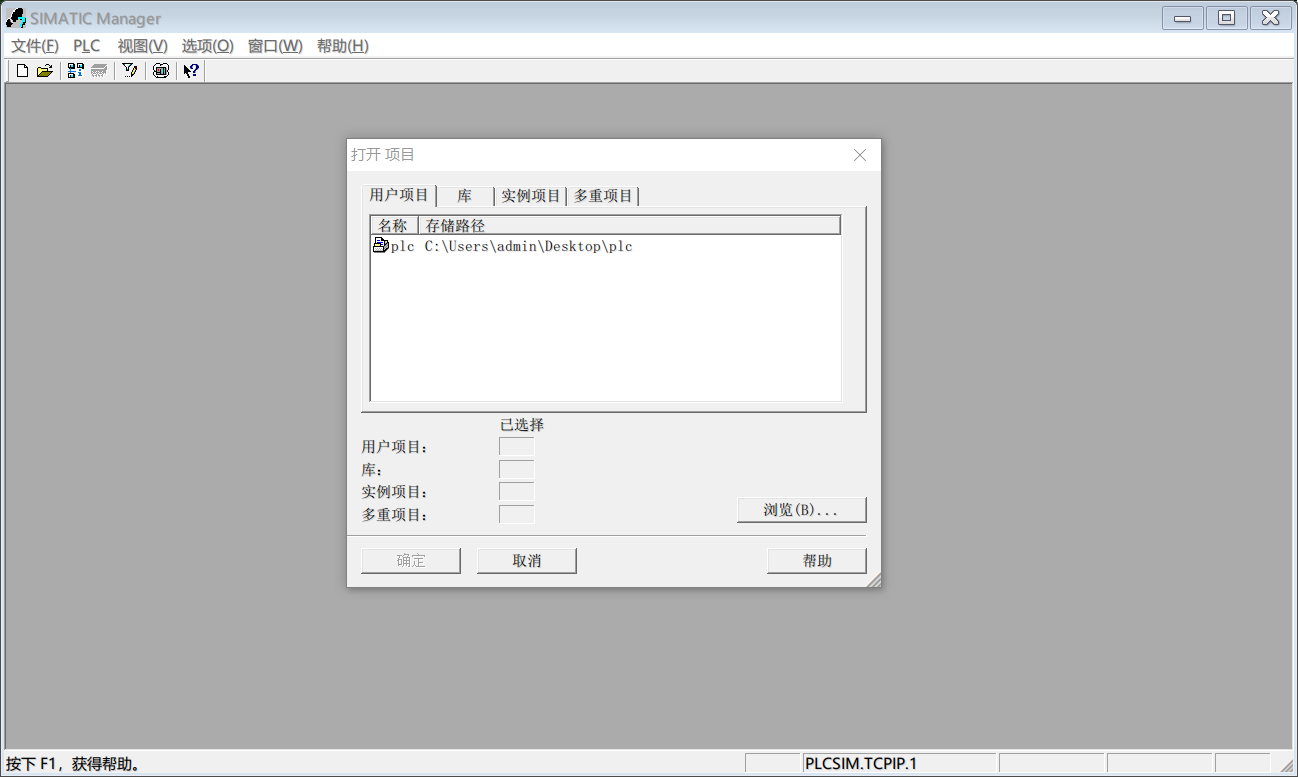 SIMATIC Manager
文件(F) PLC 视图(V) 选项(O) 窗口(W) 帮助(H)
打开 项目
用户项目 库 实例项目 多重项目
名称 存储路径
plc C:\Users\admin\Desktop\plc
已选择
用户项目：
库：
实例项目：
多重项目：
浏览(B)...
确定 取消 帮助
按下 F1，获得帮助。 PLCSIM.TCPIP.1